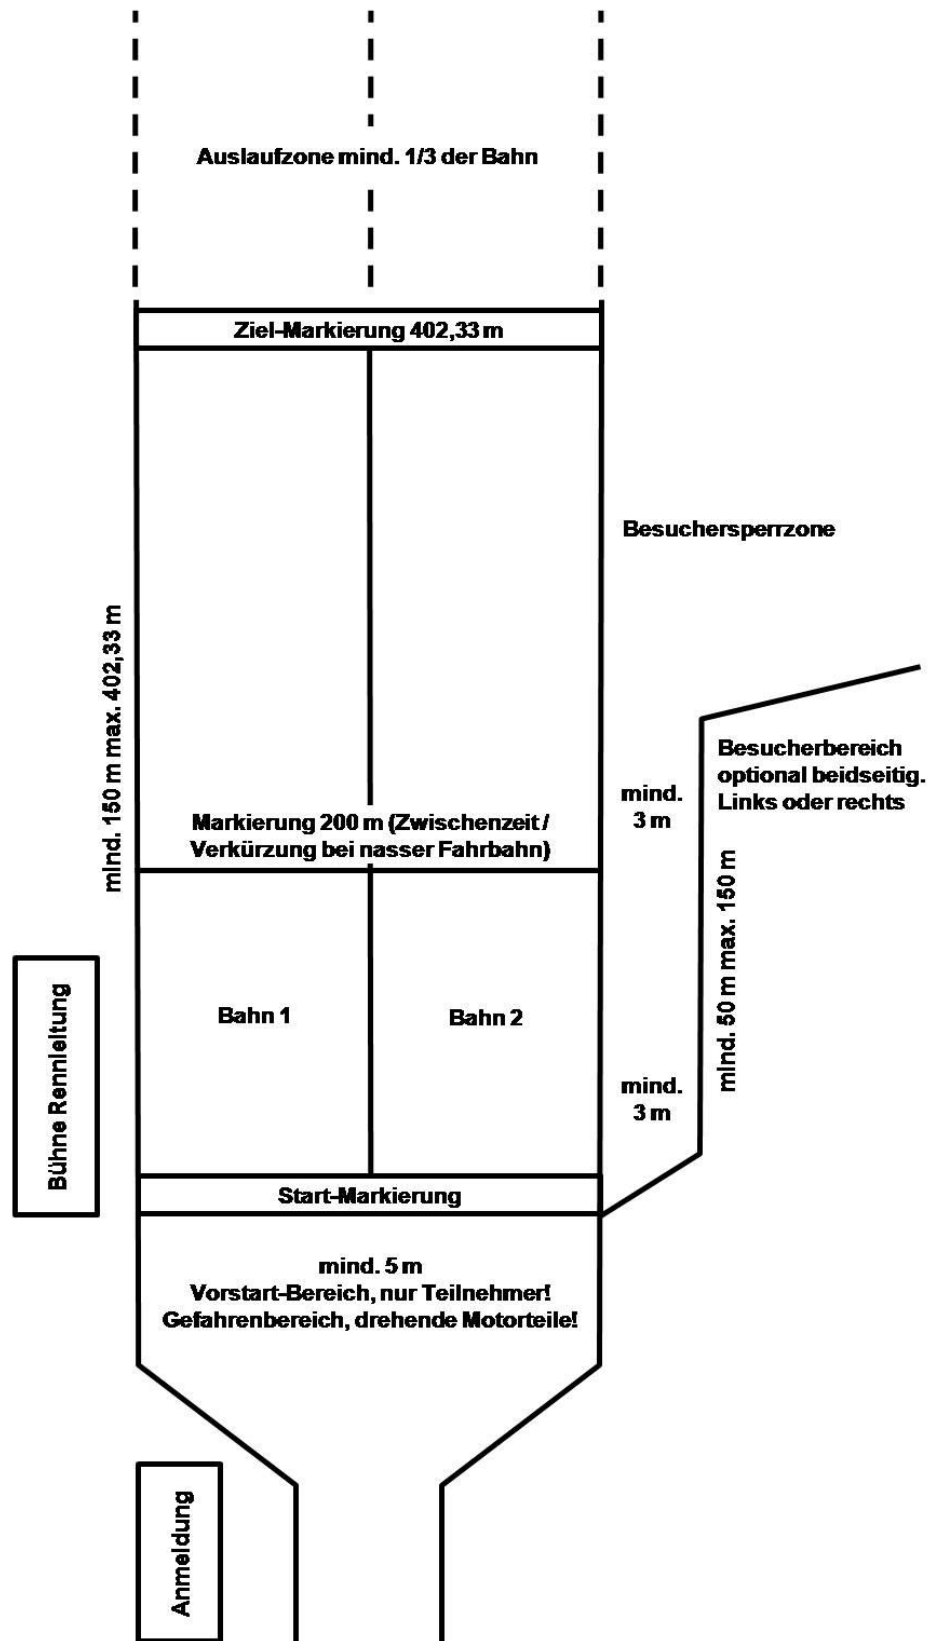 Auslaufzone mind. 1/3 der Bahn
Ziel-Markierung 402,33 m
Besuchersperrzone
mind. 150 m max. 402,33 m
Besucherbereich
optional beidseitig.
Links oder rechts
mind.
3 m
Markierung 200 m (Zwischenzeit /
Verkürzung bei nasser Fahrbahn)
mind. 50 m max. 150 m
Bühne Rennleitung
Bahn 1
Bahn 2
mind.
3 m
Start-Markierung
mind. 5 m
Vorstart-Bereich, nur Teilnehmer!
Gefahrenbereich, drehende Motorteile!
Anmeldung